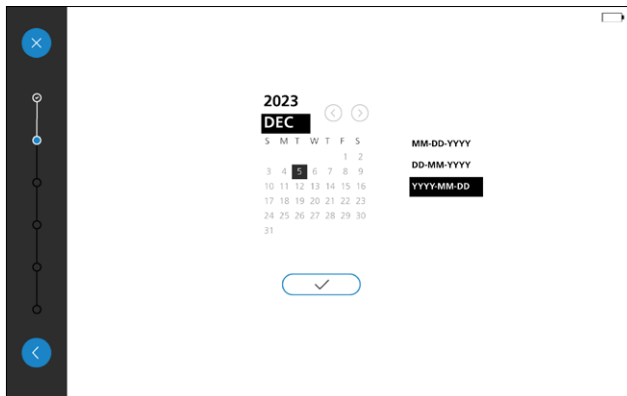 2023
DEC
S M T W T F S
1 2
3 4 5 6 7 8 9
10 11 12 13 14 15 16
17 18 19 20 21 22 23
24 25 26 27 28 29 30
31
MM-DD-YYYY
DD-MM-YYYY
YYYY-MM-DD